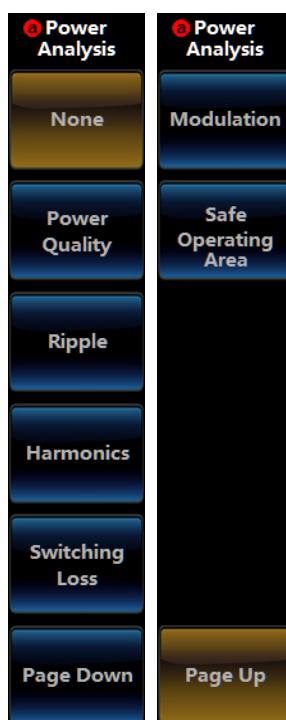 a Power
Analysis
None
Power
Quality
Ripple
Harmonics
Switching
Loss
Page Down
a Power
Analysis
Modulation
Safe
Operating
Area
Page Up